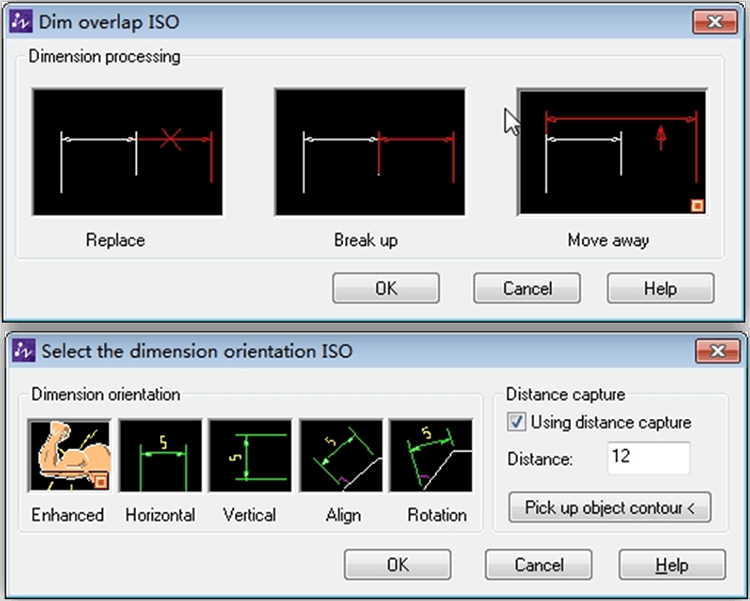 Dim overlap ISO
Dimension processing
Replace
Break up
Move away
OK
Cancel
Help
Select the dimension orientation ISO
Dimension orientation
Distance capture
Using distance capture
Distance:
12
Pick up object contour <
5
5
5
5
Enhanced
Horizontal
Vertical
Align
Rotation
OK
Cancel
Help